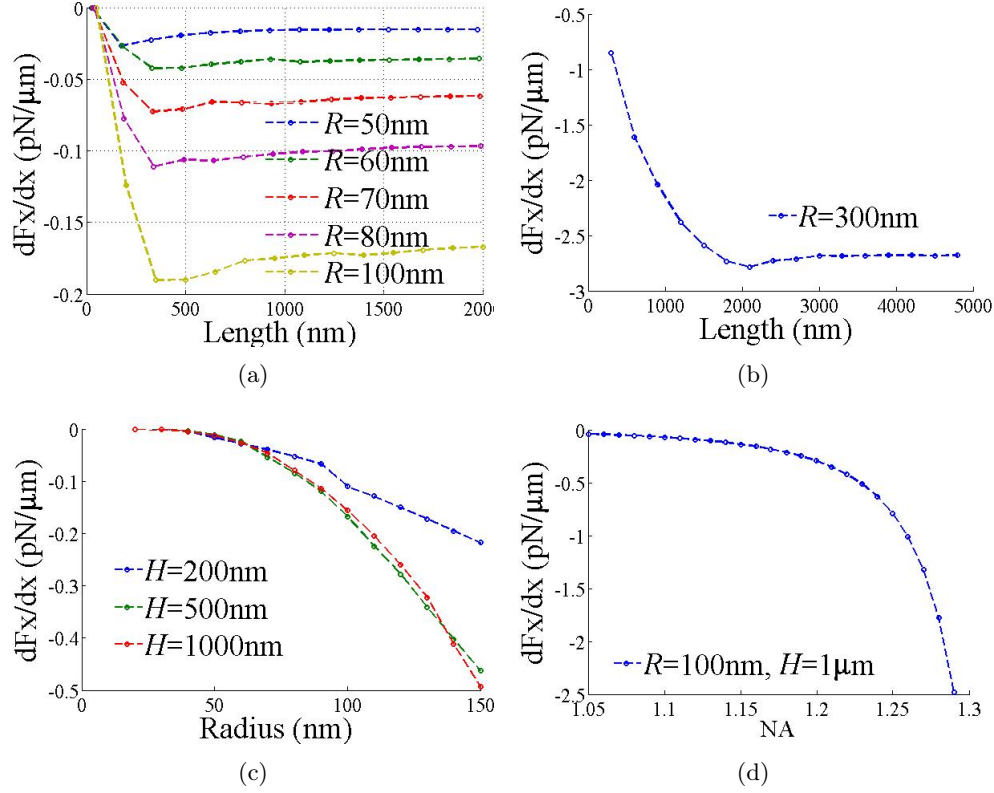 0
-0.05
-0.1
-0.15
-0.2
dFx/dx (pN/μm)
R=50nm
R=60nm
R=70nm
R=80nm
R=100nm
0 500 1000 1500 2000
Length (nm)
(a)
-0.5
-1
-1.5
-2
-2.5
-3
dFx/dx (pN/μm)
R=300nm
0 1000 2000 3000 4000 5000
Length (nm)
(b)
0
-0.1
-0.2
-0.3
-0.4
-0.5
dFx/dx (pN/μm)
H=200nm
H=500nm
H=1000nm
0 50 100 150
Radius (nm)
(c)
0
-0.5
-1
-1.5
-2
-2.5
dFx/dx (pN/μm)
R=100nm, H=1μm
1.05 1.1 1.15 1.2 1.25 1.3
NA
(d)